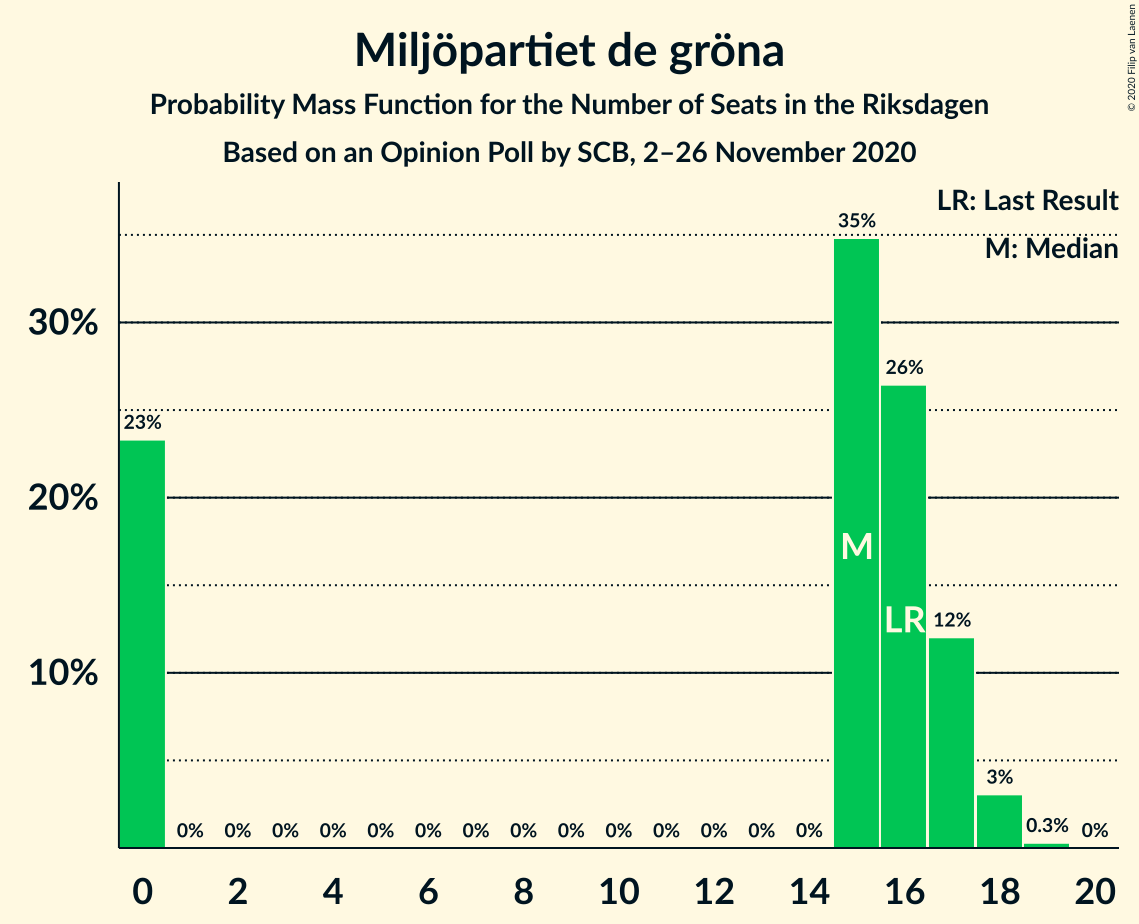 Miljöpartiet de gröna
Probability Mass Function for the Number of Seats in the Riksdagen
Based on an Opinion Poll by SCB, 2–26 November 2020
© 2020 Filip van Laenen
LR: Last Result
M: Median
35%
30%
26%
23%
20%
M
LR
12%
10%
3%
0% 0% 0% 0% 0% 0% 0% 0% 0% 0% 0% 0% 0% 0% 0.3% 0%
0 2 4 6 8 10 12 14 16 18 20